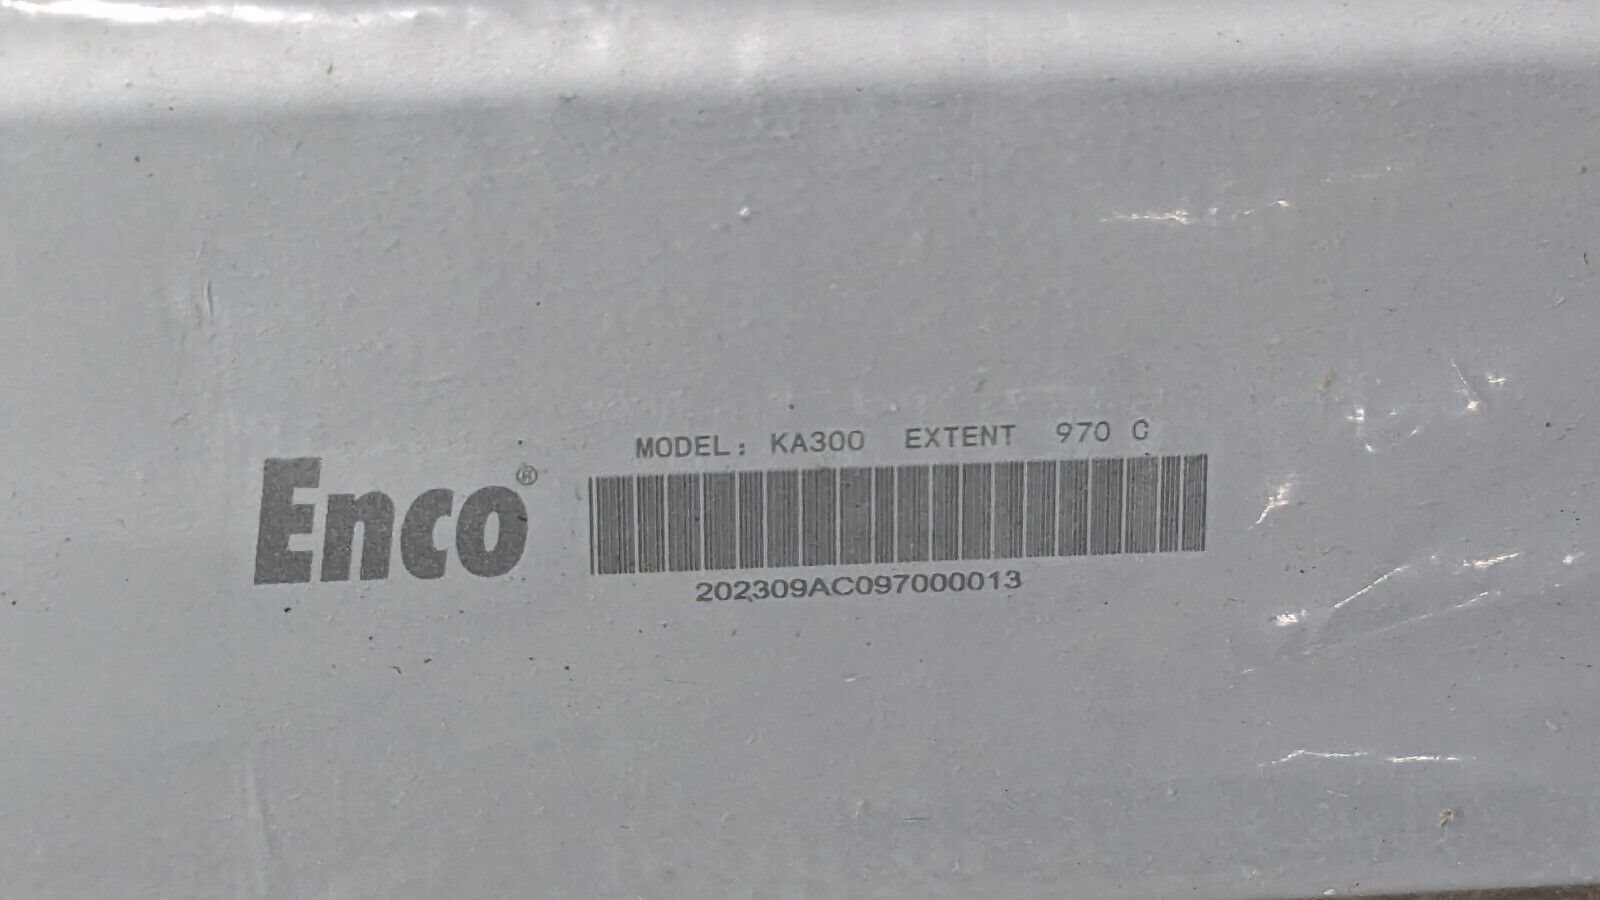 MODEL: KA300 EXTENT 970 C
Enco®
202309AC097000013